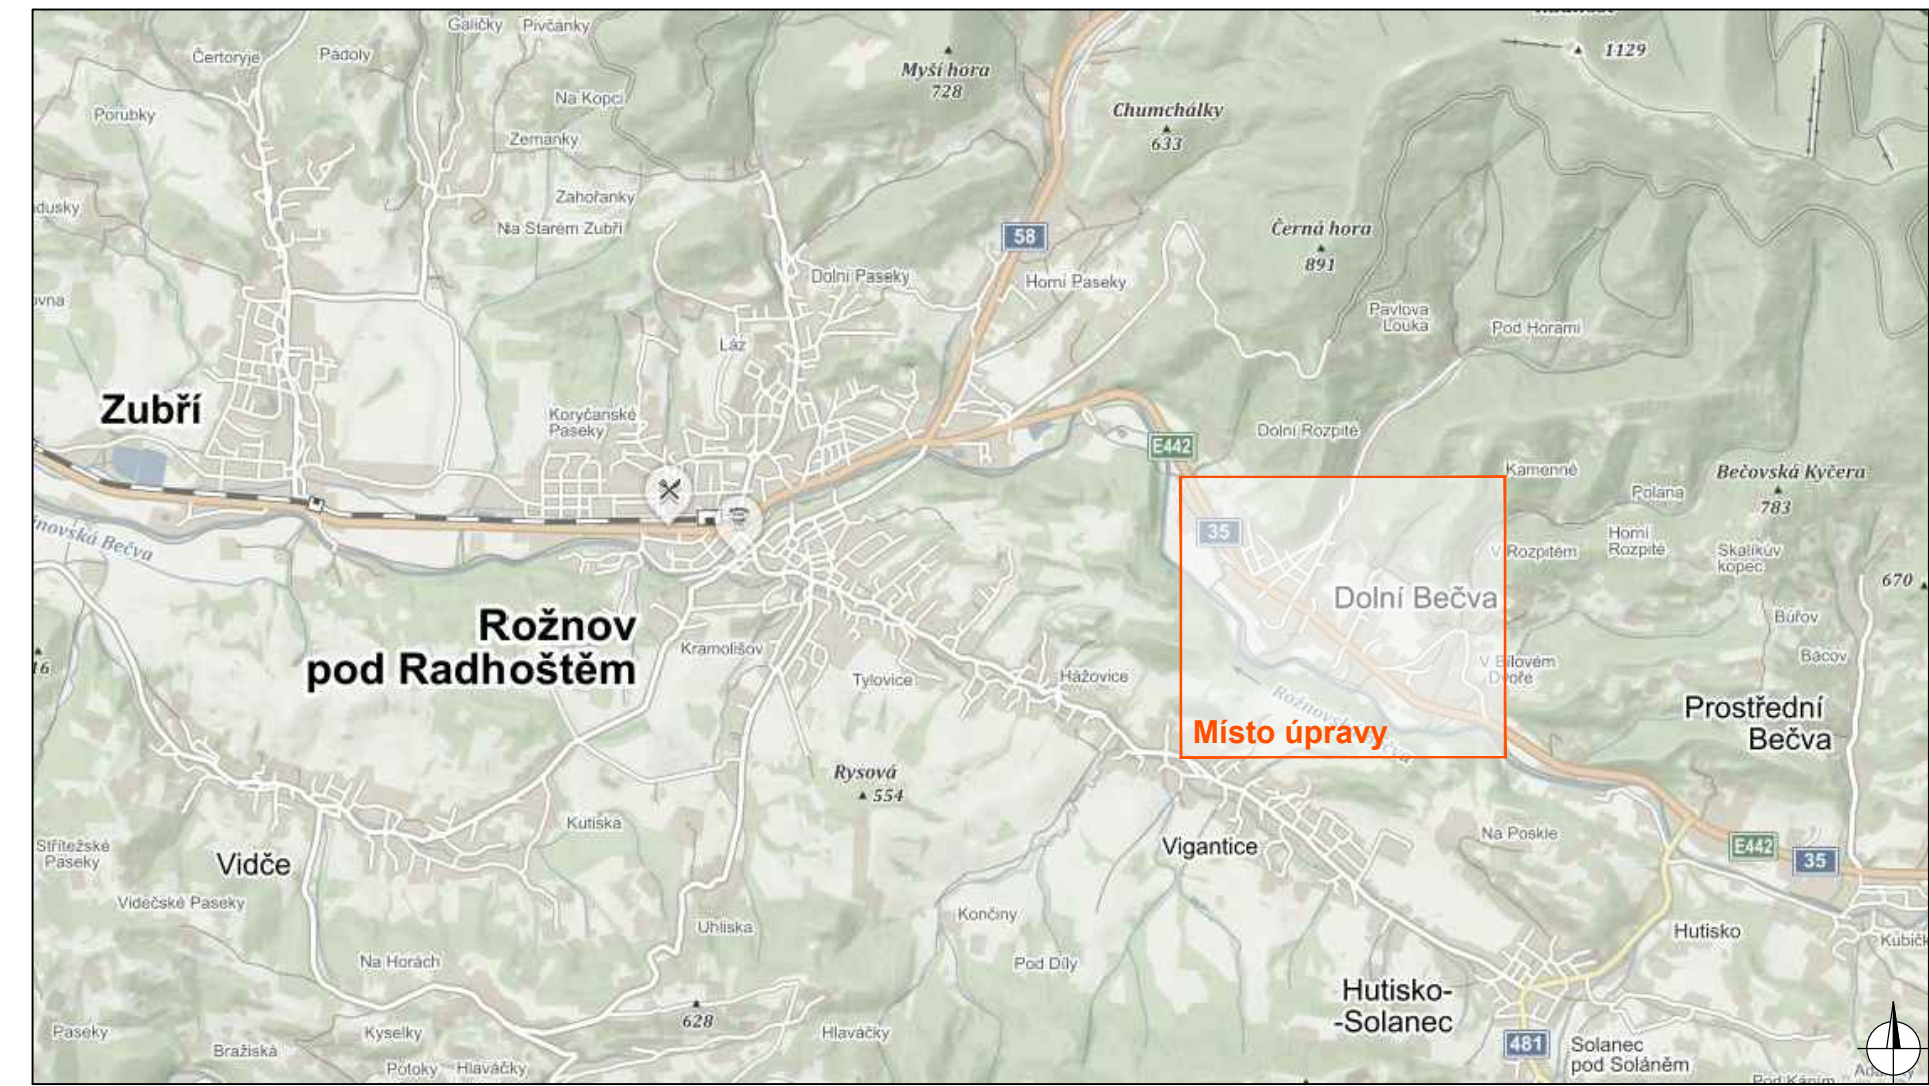 Galičky
Pivčánky
Čertoryje
Pádoly
Myší hora
728
1129
Na Kopci
Chumchálky
633
Porubky
Zemanky
Zahořanky
Na Starém Zubří
58
Černá hora
891
Dolní Paseky
Horní Paseky
Pavlova
Louka
Pod Horami
Láz
Zubří
Koryčanské
Paseky
E442
Dolní Rozpité
Kamenné
Bečovská Kyčera
783
Polana
35
Horní
Rozpité
V Rozpitém
Skalíkův
kopec
670
Dolní Bečva
Búřov
Rožnov
pod Radhoštěm
Kramolišov
Tylovice
Hážovice
V Bílovém
Dvoře
Bácov
Prostřední
Bečva
Místo úpravy
Rysová
554
Kutiska
Střítežské
Paseky
Vidče
Vigantice
Na Poskle
E442
35
Videčské Paseky
Uhliska
Končiny
Hutisko
Na Horách
Pod Díly
Hutisko-
-Solanec
628
Paseky
Kyselky
Hlaváčky
Bražiská
Potoky
Hlaváčky
481
Solanec
pod Soláněm